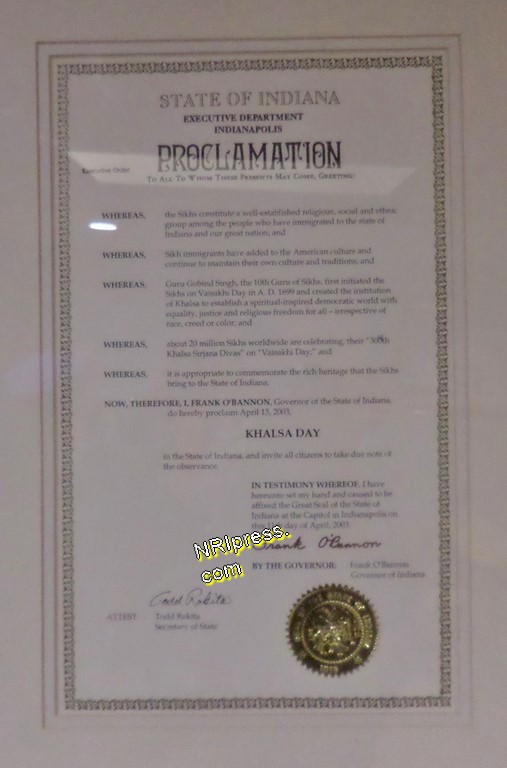 STATE OF INDIANA
EXECUTIVE DEPARTMENT
INDIANAPOLIS
PROCLAMATION
Executive Order
TO ALL TO WHOM THESE PRESENTS MAY COME, GREETING:
WHEREAS, the Sikhs constitute a well-established religious, social and ethnic
group among the people who have immigrated to the state of
Indiana and our great nation; and
WHEREAS, Sikh immigrants have added to the American culture and
continue to maintain their own culture and traditions; and
WHEREAS, Guru Gobind Singh, the 10th Guru of Sikhs, first initiated the
Sikhs on Vaisakhi Day in A. D. 1699 and created the institution
of Khalsa to establish a spiritual-inspired democratic world with
equality, justice and religious freedom for all – irrespective of
race, creed or color; and
WHEREAS, about 20 million Sikhs worldwide are celebrating, their
Khalsa Sirjana Divas" on "Vaisakhi Day;" and
WHEREAS, it is appropriate to commemorate the rich heritage that the Sikhs
bring to the State of Indiana.
NOW, THEREFORE, I, FRANK O'BANNON, Governor of the State of Indiana,
do hereby proclaim April 13, 2003,
KHALSA DAY
in the State of Indiana, and invite all citizens to take due note of
the observance.
IN TESTIMONY WHEREOF, I have
hereunto set my hand and caused to be
affixed the Great Seal of the State of
Indiana at the Capitol in Indianapolis on
this day of April, 2003.
Frank O'Bannon
NRIpress.
com
BY THE GOVERNOR: Frank O'Bannon
Governor of Indiana
Todd Rokita
ATTEST: Todd Rokita
Secretary of State